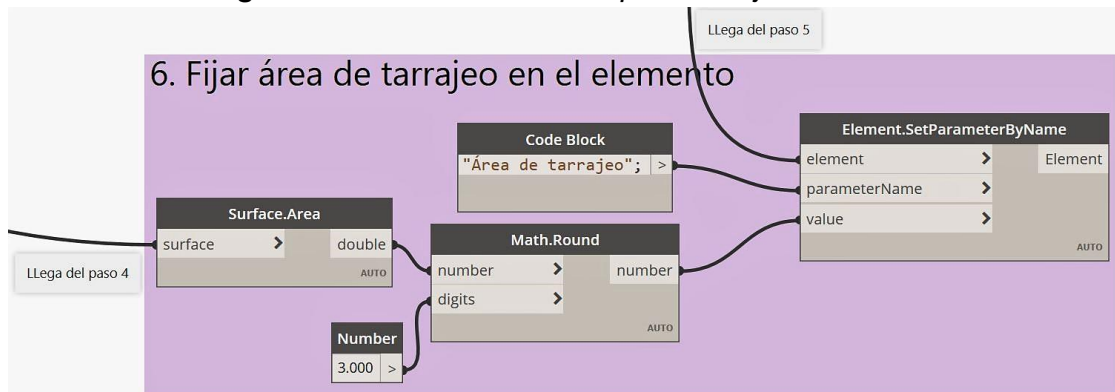 LLega del paso 5
6. Fijar área de tarrajeo en el elemento
Code Block
"Área de tarrajeo"; >
Element.SetParameterByName
element > Element
parameterName >
value >
AUTO
Surface.Area
surface > double
AUTO
LLega del paso 4
Math.Round
number > number
digits >
AUTO
Number
3.000 >